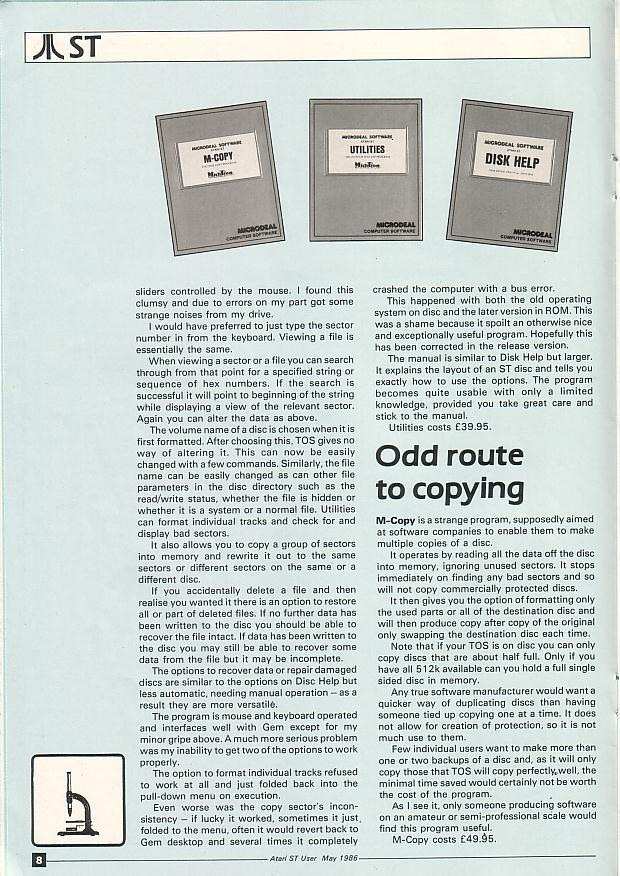 ST
MICRODEAL SOFTWARE
ATARI ST
M-COPY
MichTron
MICRODEAL
COMPUTER SOFTWARE
MICRODEAL SOFTWARE
ATARI ST
UTILITIES
MichTron
MICRODEAL
COMPUTER SOFTWARE
MICRODEAL SOFTWARE
ATARI ST
DISK HELP
MICRODEAL
COMPUTER SOFTWARE
sliders controlled by the mouse. I found this
clumsy and due to errors on my part got some
strange noises from my drive.
I would have preferred to just type the sector
number in from the keyboard. Viewing a file is
essentially the same.
When viewing a sector or a file you can search
through from that point for a specified string or
sequence of hex numbers. If the search is
successful it will point to beginning of the string
while displaying a view of the relevant sector.
Again you can alter the data as above.
The volume name of a disc is chosen when it is
first formatted. After choosing this, TOS gives no
way of altering it. This can now be easily
changed with a few commands. Similarly, the file
name can be easily changed as can other file
parameters in the disc directory such as the
read/write status, whether the file is hidden or
whether it is a system or a normal file. Utilities
can format individual tracks and check for and
display bad sectors.
It also allows you to copy a group of sectors
into memory and rewrite it out to the same
sectors or different sectors on the same or a
different disc.
If you accidentally delete a file and then
realise you wanted it there is an option to restore
all or part of deleted files. If no further data has
been written to the disc you should be able to
recover the file intact. If data has been written to
the disc you may still be able to recover some
data from the file but it may be incomplete.
The options to recover data or repair damaged
discs are similar to the options on Disc Help but
less automatic, needing manual operation – as a
result they are more versatile.
The program is mouse and keyboard operated
and interfaces well with Gem except for my
minor gripe above. A much more serious problem
was my inability to get two of the options to work
properly.
The option to format individual tracks refused
to work at all and just folded back into the
pull-down menu on execution.
Even worse was the copy sector's incon-
sistency – if lucky it worked, sometimes it just
folded to the menu, often it would revert back to
Gem desktop and several times it completely
crashed the computer with a bus error.
This happened with both the old operating
system on disc and the later version in ROM. This
was a shame because it spoilt an otherwise nice
and exceptionally useful program. Hopefully this
has been corrected in the release version.
The manual is similar to Disk Help but larger.
It explains the layout of an ST disc and tells you
exactly how to use the options. The program
becomes quite usable with only a limited
knowledge, provided you take great care and
stick to the manual.
Utilities costs £39.95.
Odd route
to copying
M-Copy is a strange program, supposedly aimed
at software companies to enable them to make
multiple copies of a disc.
It operates by reading all the data off the disc
into memory, ignoring unused sectors. It stops
immediately on finding any bad sectors and so
will not copy commercially protected discs.
It then gives you the option of formatting only
the used parts or all of the destination disc and
will then produce copy after copy of the original
only swapping the destination disc each time.
Note that if your TOS is on disc you can only
copy discs that are about half full. Only if you
have all 512k available can you hold a full single
sided disc in memory.
Any true software manufacturer would want a
quicker way of duplicating discs than having
someone tied up copying one at a time. It does
not allow for creation of protection, so it is not
much use to them.
Few individual users want to make more than
one or two backups of a disc and, as it will only
copy those that TOS will copy perfectly well, the
minimal time saved would certainly not be worth
the cost of the program.
As I see it, only someone producing software
on an amateur or semi-professional scale would
find this program useful.
M-Copy costs £49.95.
8
Atari ST User May 1986